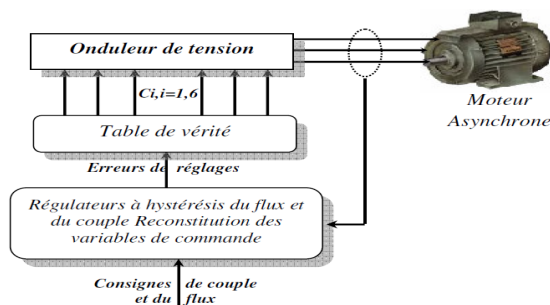 Onduleur de tension
Ci,i=1,6
Moteur
Asynchrone
Table de vérité
Erreurs de réglages
Régulateurs à hystérésis du flux et
du couple Reconstitution des
variables de commande
Consignes de couple
et du flux